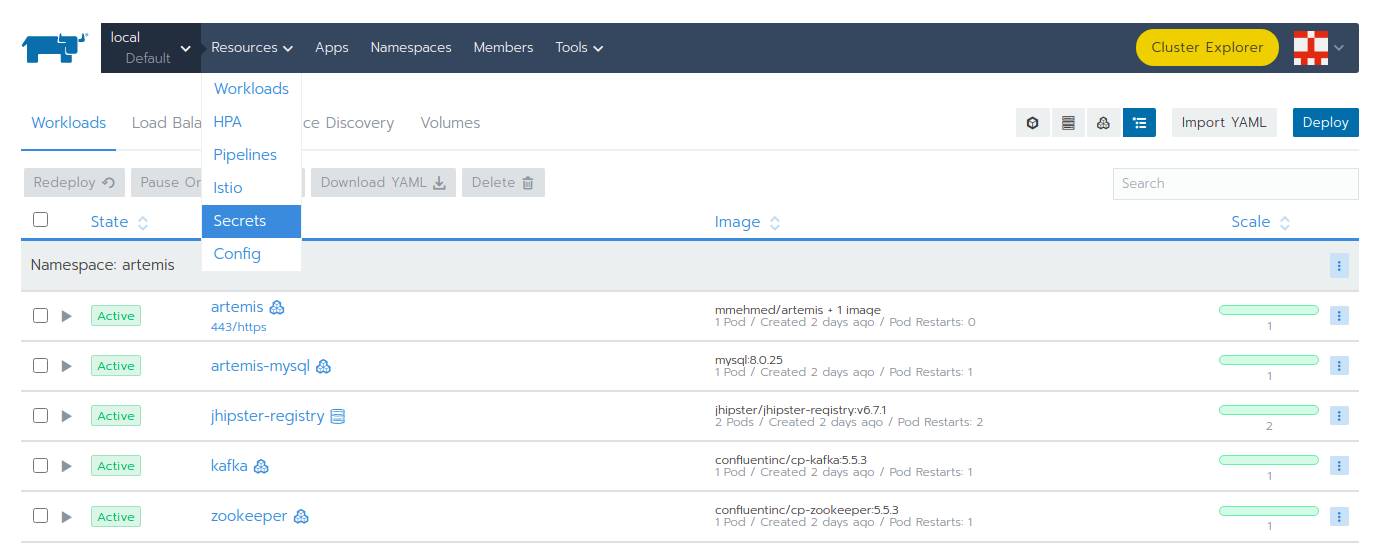 local
Default
Resources Apps Namespaces Members Tools
Cluster Explorer
Workloads
HPA
Pipelines
Istio
Secrets
Config
Workloads Load Bala ce Discovery Volumes
Import YAML Deploy
Redeploy Pause Or Download YAML Delete
Search
State Image Scale
Namespace: artemis
Active artemis
443/https
mmehmed/artemis + 1 image
1 Pod / Created 2 days ago / Pod Restarts: 0
1
Active artemis-mysql
mysql:8.0.25
1 Pod / Created 2 days ago / Pod Restarts: 1
1
Active jhipster-registry
jhipster/jhipster-registry:v6.7.1
2 Pods / Created 2 days ago / Pod Restarts: 2
2
Active kafka
confluentinc/cp-kafka:5.5.3
1 Pod / Created 2 days ago / Pod Restarts: 1
1
Active zookeeper
confluentinc/cp-zookeeper:5.5.3
1 Pod / Created 2 days ago / Pod Restarts: 1
1